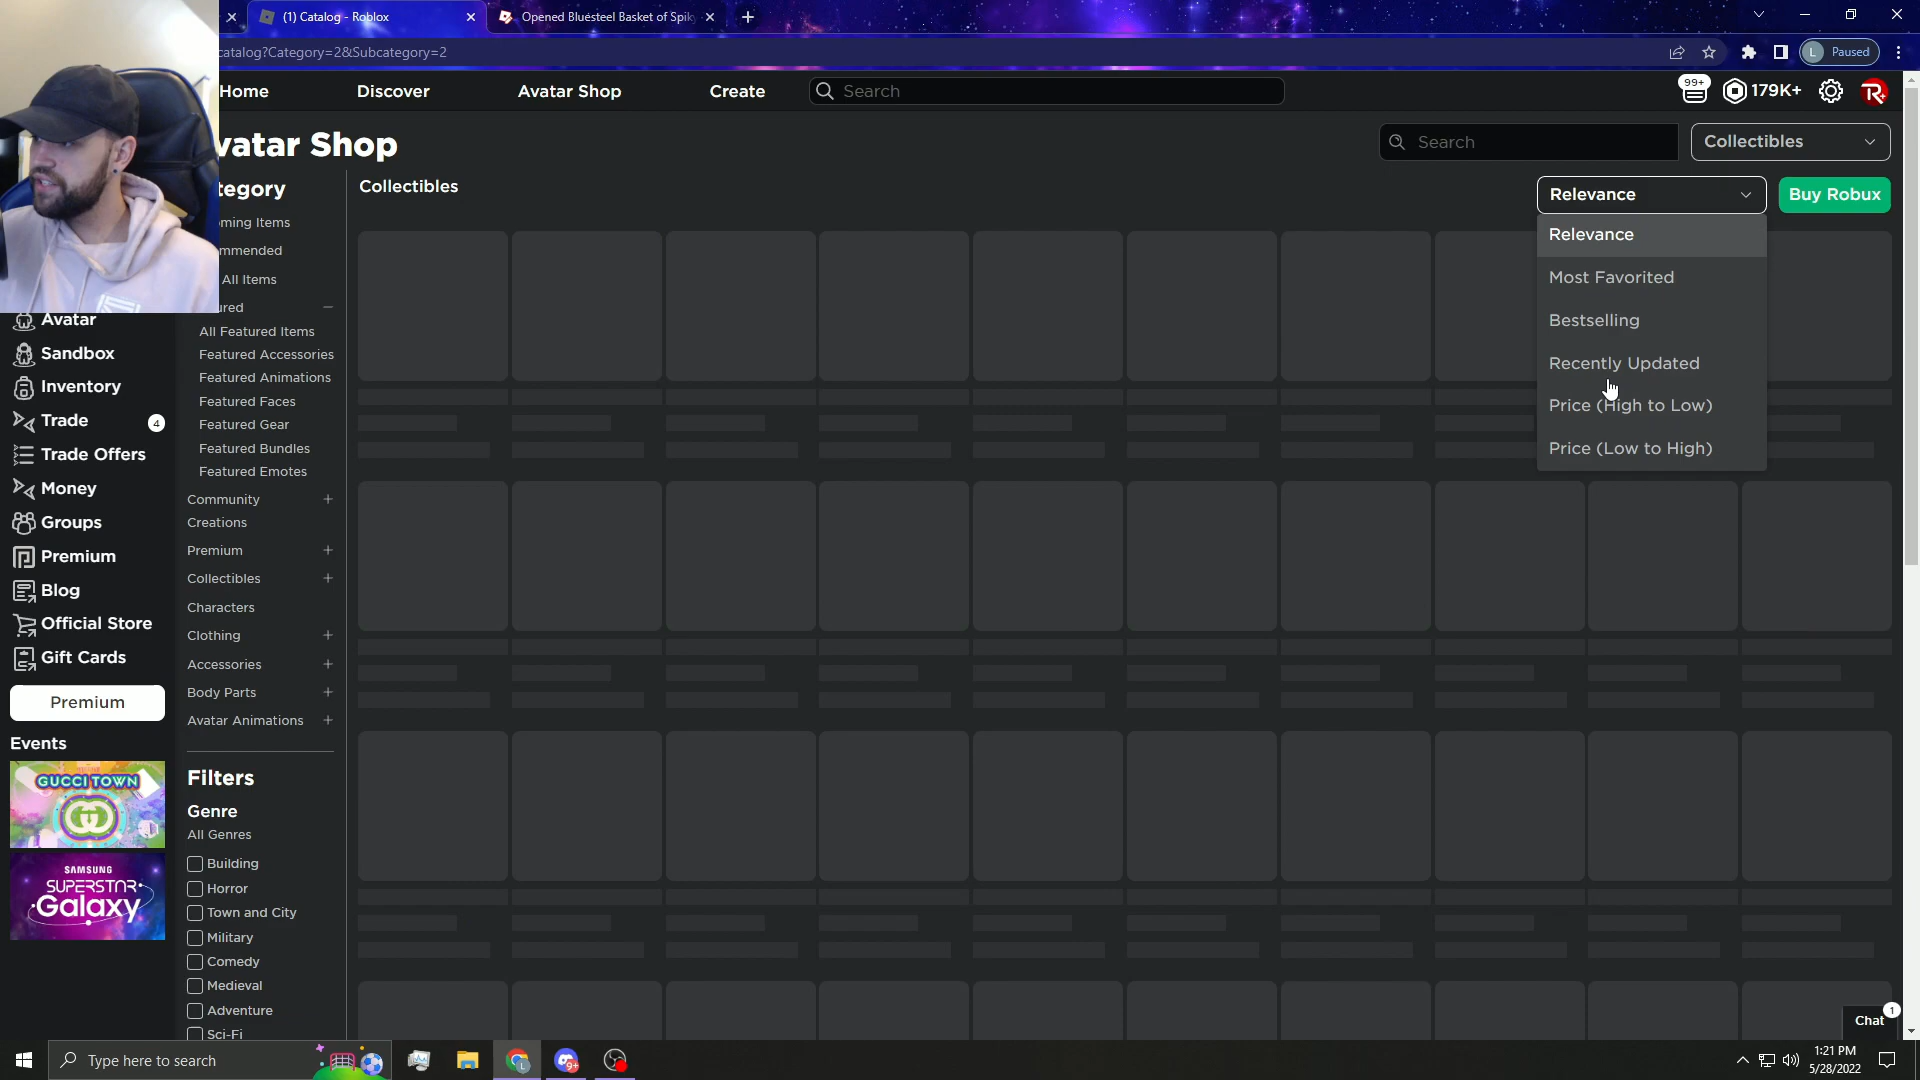 (1) Catalog - Roblox
Opened Bluesteel Basket of Spiky
catalog?Category=2&Subcategory=2
L Paused
Home
Discover
Avatar Shop
Create
Search
99+
179K+
vatar Shop
Search
Collectibles
tegory
Collectibles
Relevance
Buy Robux
oming Items
mmended
All Items
ured
All Featured Items
Featured Accessories
Featured Animations
Featured Faces
Featured Gear
Featured Bundles
Featured Emotes
Community
Creations
Premium
Collectibles
Characters
Clothing
Accessories
Body Parts
Avatar Animations
Relevance
Most Favorited
Bestselling
Recently Updated
Price (High to Low)
Price (Low to High)
Avatar
Sandbox
Inventory
Trade 4
Trade Offers
Money
Groups
Premium
Blog
Official Store
Gift Cards
Premium
Events
GUCCI TOWN
SAMSUNG
SUPERSTAR
Galaxy
Filters
Genre
All Genres
Building
Horror
Town and City
Military
Comedy
Medieval
Adventure
Sci-Fi
Chat 1
Type here to search
9+
1:21 PM
5/28/2022